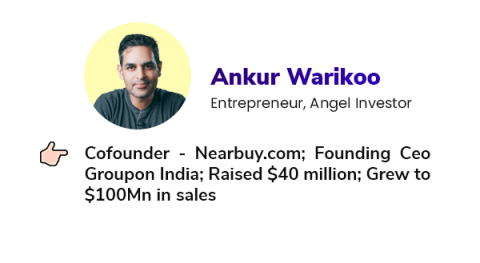 Ankur Warikoo
Entrepreneur, Angel Investor
Cofounder - Nearbuy.com; Founding Ceo
Groupon India; Raised $40 million; Grew to
$100Mn in sales